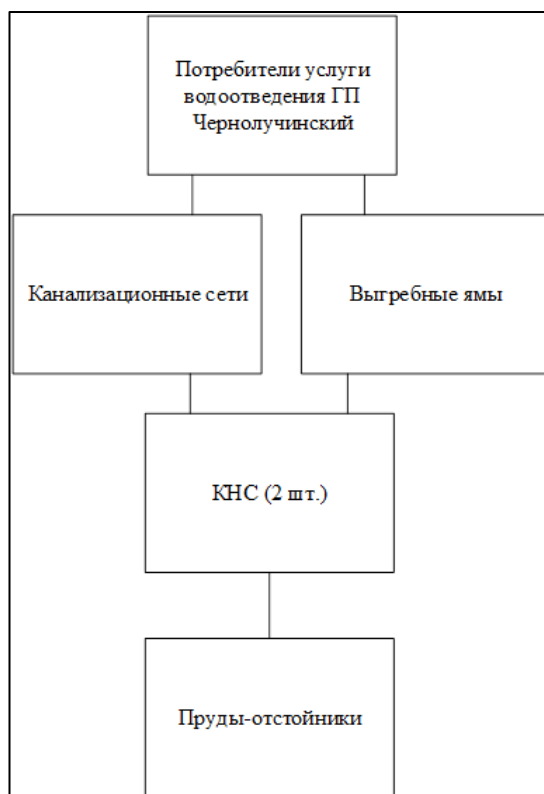 Потребители услуги
водоотведения ГП
Чернолучинский
Канализационные сети
Выгребные ямы
КНС (2 шт.)
Пруды-отстойники